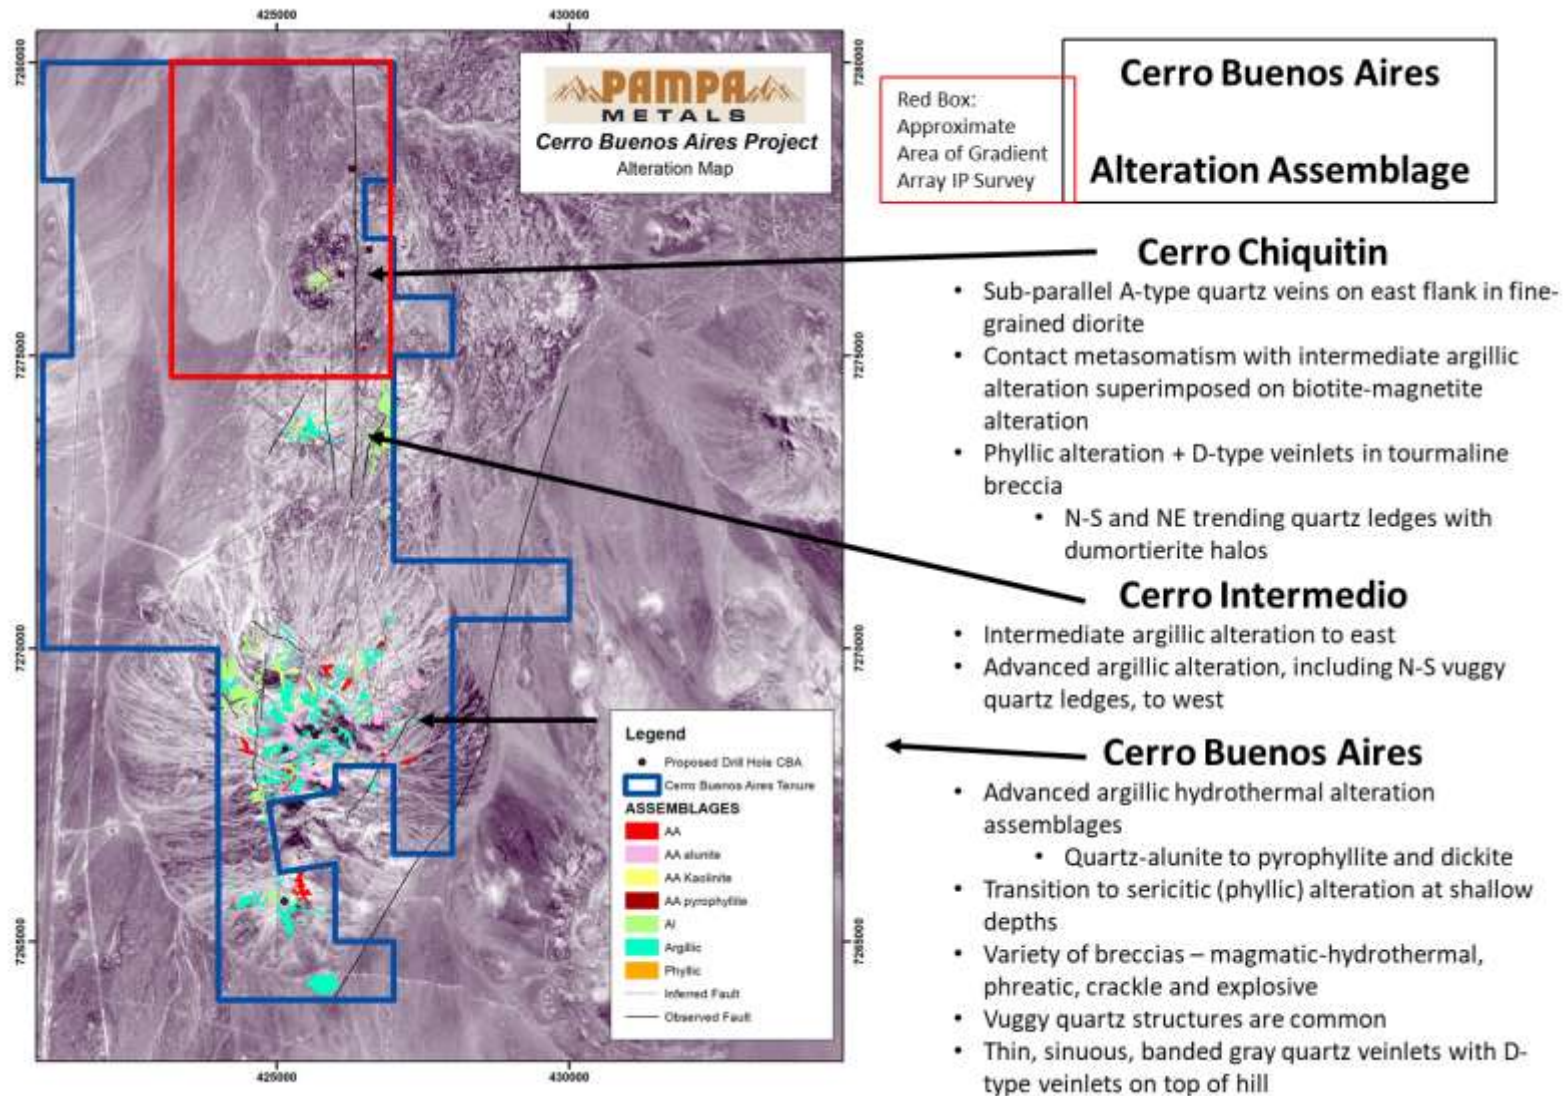 425000
430000
7280000
7280000
PAMPA
METALS
Cerro Buenos Aires Project
Alteration Map
Red Box:
Approximate
Area of Gradient
Array IP Survey
Cerro Buenos Aires
Alteration Assemblage
Cerro Chiquitin
• Sub-parallel A-type quartz veins on east flank in fine-
grained diorite
• Contact metasomatism with intermediate argillic
alteration superimposed on biotite-magnetite
alteration
• Phyllic alteration + D-type veinlets in tourmaline
breccia
• N-S and NE trending quartz ledges with
dumortierite halos
7275000
7275000
Cerro Intermedio
• Intermediate argillic alteration to east
• Advanced argillic alteration, including N-S vuggy
quartz ledges, to west
7270000
7270000
Cerro Buenos Aires
• Advanced argillic hydrothermal alteration
assemblages
• Quartz-alunite to pyrophyllite and dickite
• Transition to sericitic (phyllic) alteration at shallow
depths
• Variety of breccias – magmatic-hydrothermal,
phreatic, crackle and explosive
• Vuggy quartz structures are common
• Thin, sinuous, banded gray quartz veinlets with D-
type veinlets on top of hill
Legend
Proposed Drill Hole CBA
Cerro Buenos Aires Tenure
ASSEMBLAGES
AA
AA alunite
AA Kaolinite
AA pyrophyllite
AI
Argillic
Phyllic
Inferred Fault
Observed Fault
7265000
7265000
425000
430000